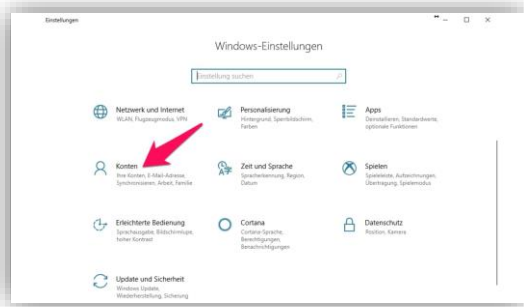 Einstellungen
Windows-Einstellungen
Einstellung suchen
Netzwerk und Internet
WLAN, Flugzeugmodus, VPN
Personalisierung
Hintergrund, Sperrbildschirm,
Farben
Apps
Deinstallieren, Standardwerte,
optionale Funktionen
Konten
Ihre Konten, E-Mail-Adresse,
Synchronisieren, Arbeit, Familie
Zeit und Sprache
Spracherkennung, Region,
Datum
Spielen
Spieleleiste, Aufzeichnungen,
Übertragung, Spielemodus
Erleichterte Bedienung
Sprachausgabe, Bildschirmlupe,
hoher Kontrast
Cortana
Cortana-Sprache,
Berechtigungen,
Benachrichtigungen
Datenschutz
Position, Kamera
Update und Sicherheit
Windows Update,
Wiederherstellung, Sicherung